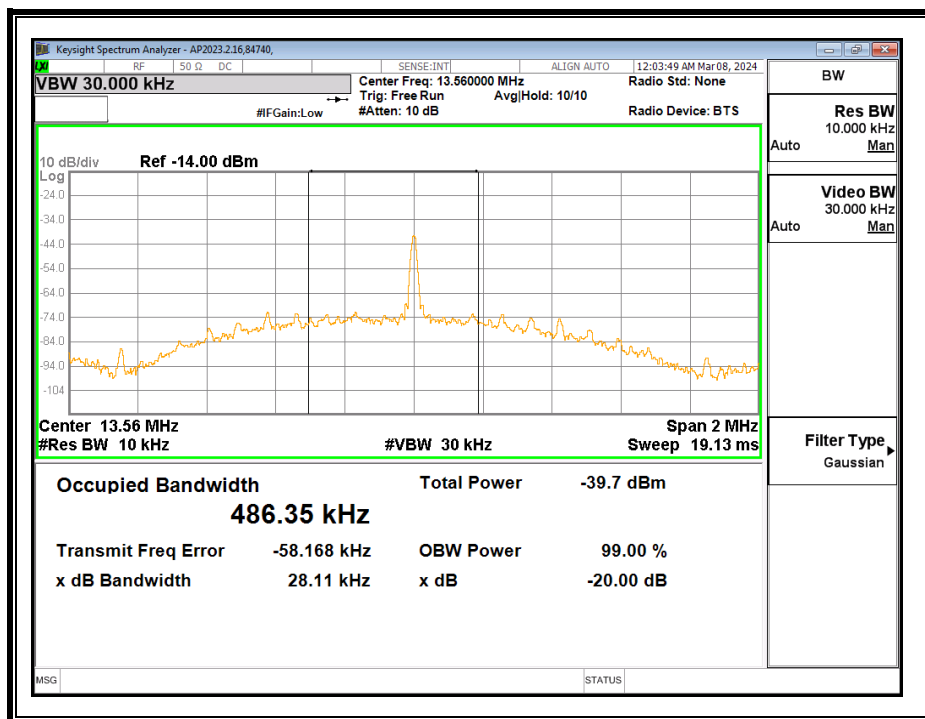 Keysight Spectrum Analyzer - AP2023.2.16,84740,
LXI RF 50 Ω DC SENSE:INT ALIGN AUTO 12:03:49 AM Mar 08, 2024
VBW 30.000 kHz
Center Freq: 13.560000 MHz Radio Std: None
Trig: Free Run Avg|Hold: 10/10
#IFGain:Low #Atten: 10 dB Radio Device: BTS
10 dB/div Ref -14.00 dBm
Log
-24.0
-34.0
-44.0
-54.0
-64.0
-74.0
-84.0
-94.0
-104
Center 13.56 MHz Span 2 MHz
#Res BW 10 kHz #VBW 30 kHz Sweep 19.13 ms
Occupied Bandwidth Total Power -39.7 dBm
486.35 kHz
Transmit Freq Error -58.168 kHz OBW Power 99.00 %
x dB Bandwidth 28.11 kHz x dB -20.00 dB
MSG STATUS
BW
Res BW
10.000 kHz
Auto Man
Video BW
30.000 kHz
Auto Man
Filter Type
Gaussian